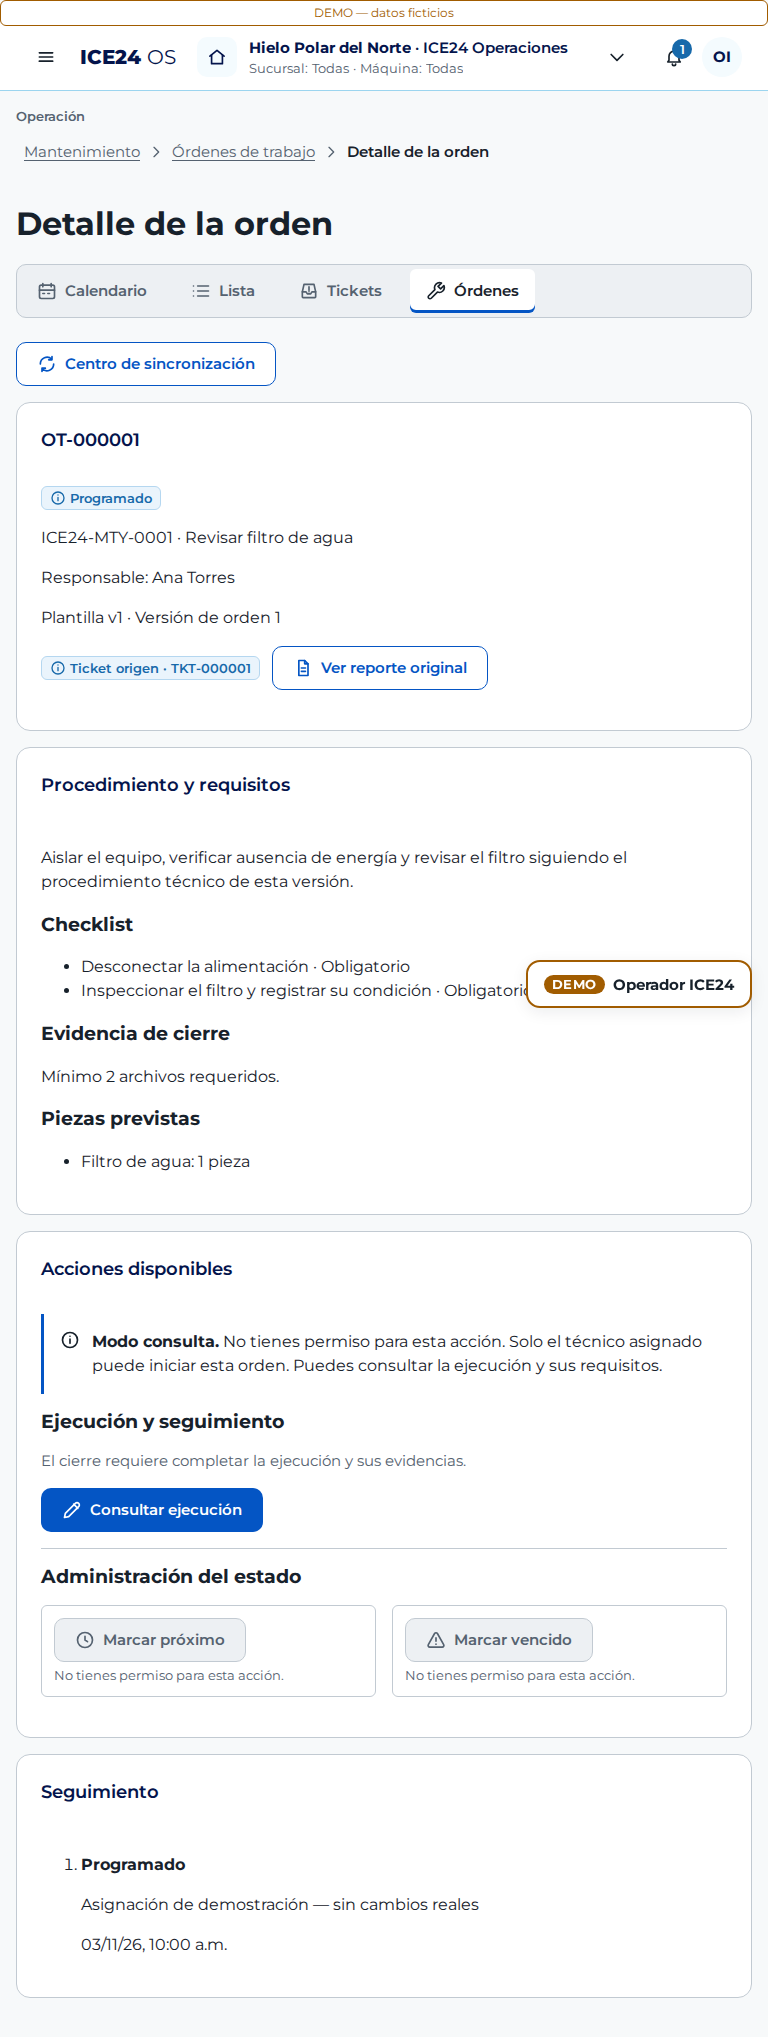 DEMO — datos ficticios
ICE24 OS
Hielo Polar del Norte · ICE24 Operaciones
Sucursal: Todas · Máquina: Todas
1
OI
Operación
Mantenimiento
Órdenes de trabajo
Detalle de la orden
Detalle de la orden
Calendario
Lista
Tickets
Órdenes
Centro de sincronización
OT-000001
Programado
ICE24-MTY-0001 · Revisar filtro de agua
Responsable: Ana Torres
Plantilla v1 · Versión de orden 1
Ticket origen · TKT-000001
Ver reporte original
Procedimiento y requisitos
Aislar el equipo, verificar ausencia de energía y revisar el filtro siguiendo el
procedimiento técnico de esta versión.
Checklist
Desconectar la alimentación · Obligatorio
Inspeccionar el filtro y registrar su condición · Obligatorio
DEMO Operador ICE24
Evidencia de cierre
Mínimo 2 archivos requeridos.
Piezas previstas
Filtro de agua: 1 pieza
Acciones disponibles
Modo consulta. No tienes permiso para esta acción. Solo el técnico asignado
puede iniciar esta orden. Puedes consultar la ejecución y sus requisitos.
Ejecución y seguimiento
El cierre requiere completar la ejecución y sus evidencias.
Consultar ejecución
Administración del estado
Marcar próximo
No tienes permiso para esta acción.
Marcar vencido
No tienes permiso para esta acción.
Seguimiento
1. Programado
Asignación de demostración — sin cambios reales
03/11/26, 10:00 a.m.